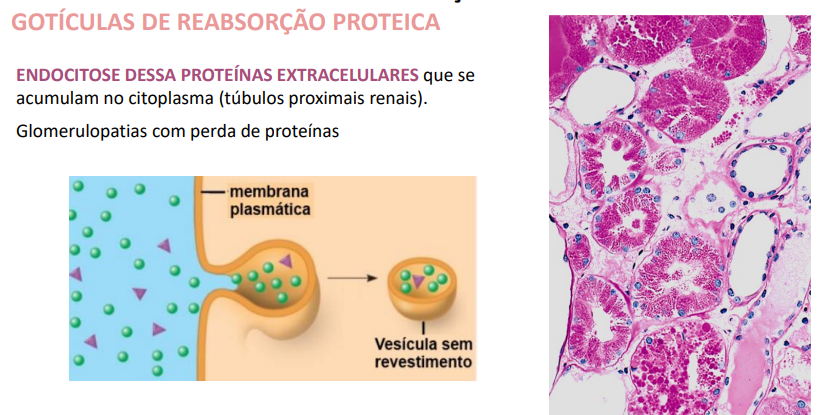 GOTÍCULAS DE REABSORÇÃO PROTEICA
ENDOCITOSE DESSA PROTEÍNAS EXTRACELULARES que se
acumulam no citoplasma (túbulos proximais renais).
Glomerulopatias com perda de proteínas
membrana
plasmática
Vesícula sem
revestimento